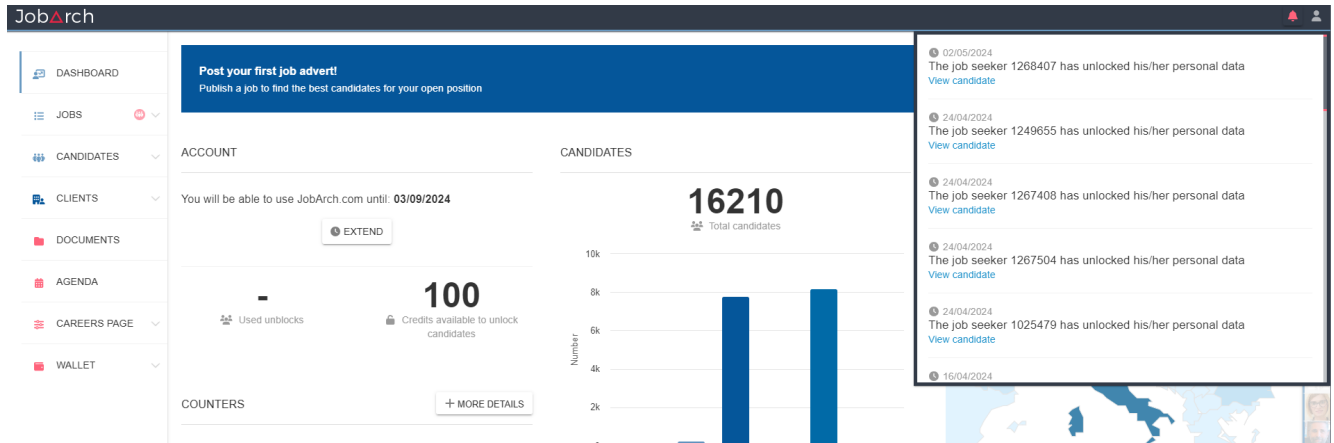 JobArch
DASHBOARD
JOBS
CANDIDATES
CLIENTS
DOCUMENTS
AGENDA
CAREERS PAGE
WALLET
Post your first job advert!
Publish a job to find the best candidates for your open position
ACCOUNT
You will be able to use JobArch.com until: 03/09/2024
EXTEND
-
Used unblocks
100
Credits available to unlock
candidates
COUNTERS
+ MORE DETAILS
CANDIDATES
16210
Total candidates
10k
8k
6k
4k
2k
Number
02/05/2024
The job seeker 1268407 has unlocked his/her personal data
View candidate
24/04/2024
The job seeker 1249655 has unlocked his/her personal data
View candidate
24/04/2024
The job seeker 1267408 has unlocked his/her personal data
View candidate
24/04/2024
The job seeker 1267504 has unlocked his/her personal data
View candidate
24/04/2024
The job seeker 1025479 has unlocked his/her personal data
View candidate
16/04/2024